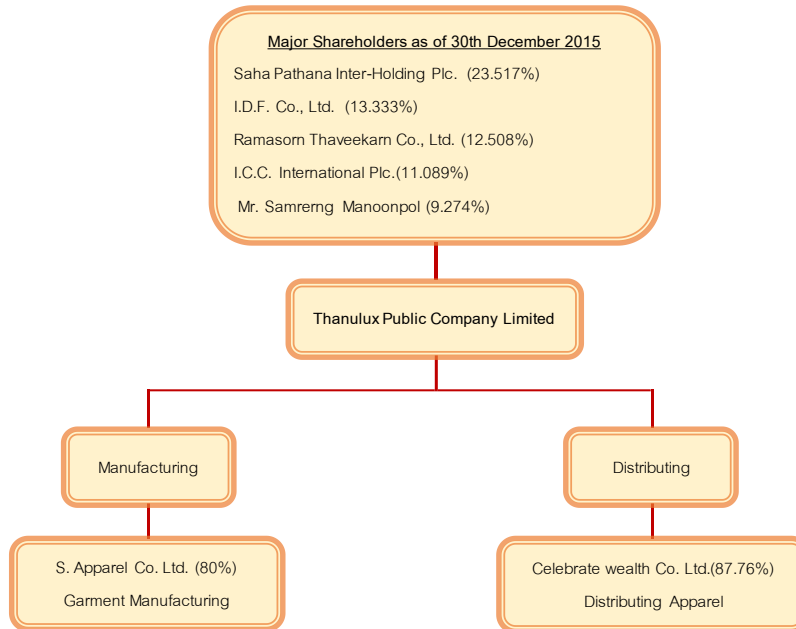 Major Shareholders as of 30th December 2015
Saha Pathana Inter-Holding Plc. (23.517%)
I.D.F. Co., Ltd. (13.333%)
Ramasorn Thaveekarn Co., Ltd. (12.508%)
I.C.C. International Plc.(11.089%)
Mr. Samrerng Manoonpol (9.274%)
Thanulux Public Company Limited
Manufacturing
Distributing
S. Apparel Co. Ltd. (80%)
Garment Manufacturing
Celebrate wealth Co. Ltd.(87.76%)
Distributing Apparel